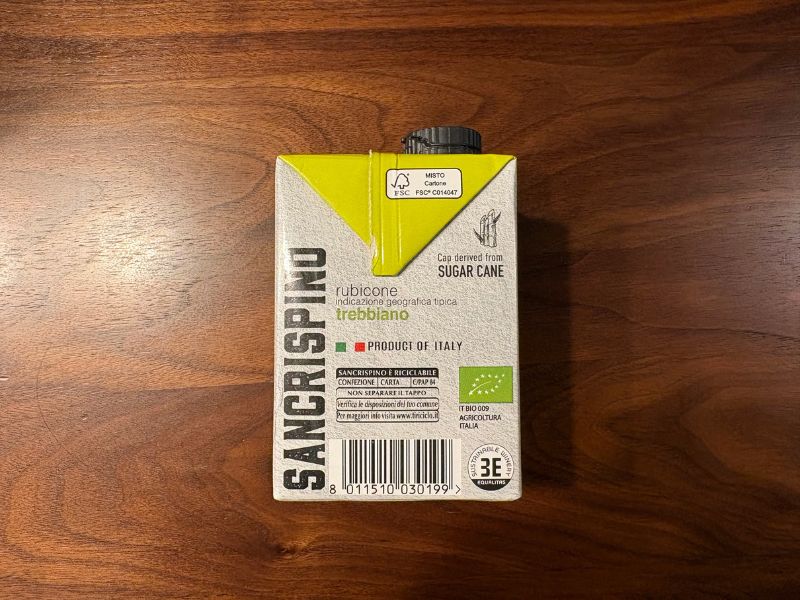 MISTO
Cartone
FSC® C014047
FSC
Cap derived from
SUGAR CANE
SANCRISPINO
rubicone
indicazione geografica tipica
trebbiano
PRODUCT OF ITALY
SANCRISPINO È RICICLABILE
CONFEZIONE CARTA C/PAP 84
NON SEPARARE IL TAPPO
Verifica le disposizioni del tuo comune
Per maggiori info visita www.tiriciclo.it
IT BIO 009
AGRICOLTURA
ITALIA
8 011510 030199 >
SUSTAINABLE WINERY
3E
EQUALITAS